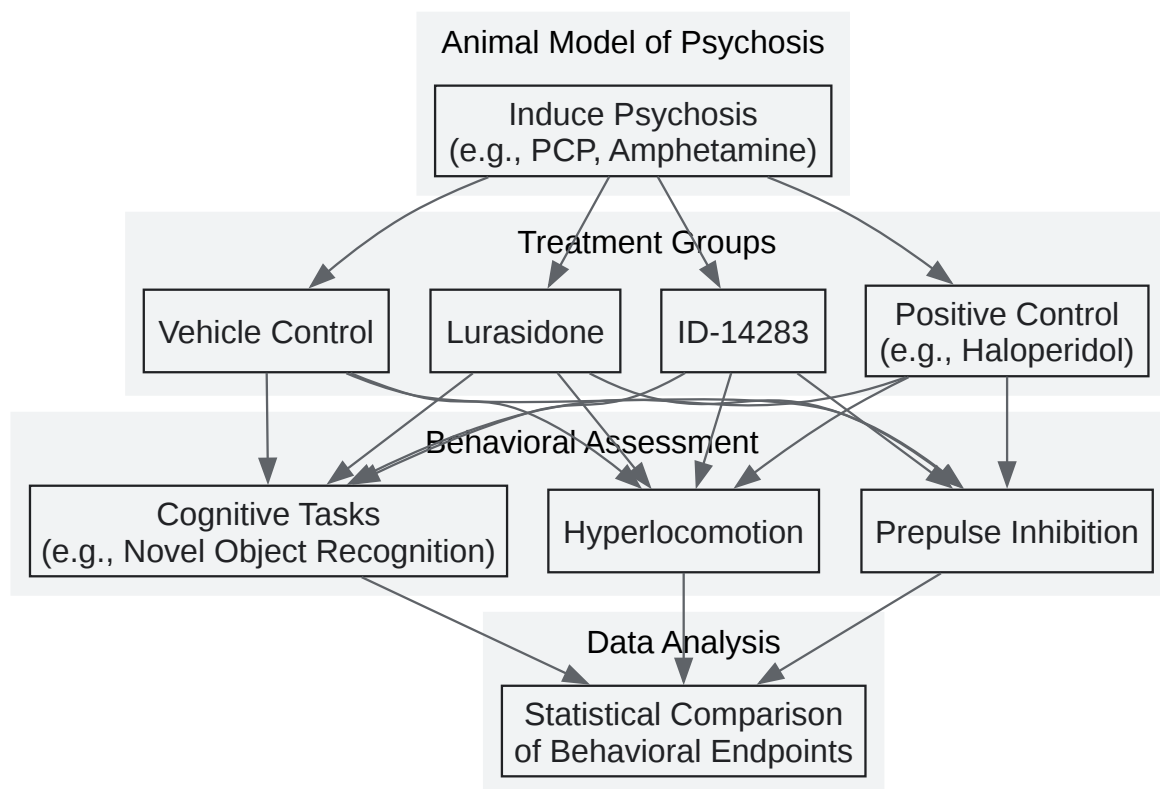 Animal Model of Psychosis
Induce Psychosis
(e.g., PCP, Amphetamine)
Treatment Groups
Vehicle Control
Lurasidone
ID-14283
Positive Control
(e.g., Haloperidol)
Behavioral Assessment
Cognitive Tasks
(e.g., Novel Object Recognition)
Hyperlocomotion
Prepulse Inhibition
Data Analysis
Statistical Comparison
of Behavioral Endpoints